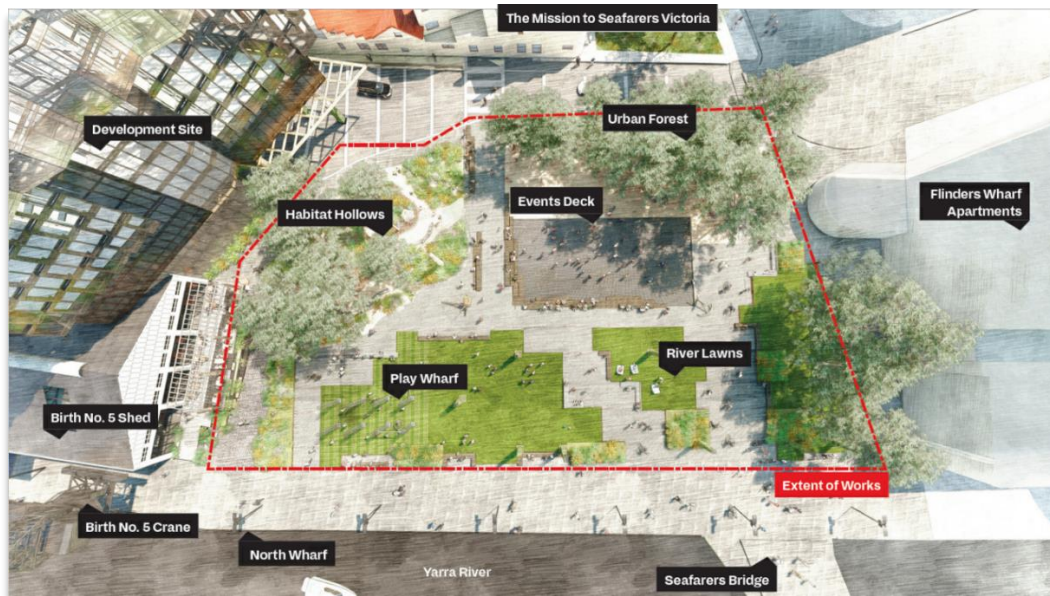 The Mission to Seafarers Victoria
Urban Forest
Development Site
Events Deck
Flinders Wharf
Apartments
Habitat Hollows
River Lawns
Play Wharf
Birth No. 5 Shed
Extent of Works
Birth No. 5 Crane
North Wharf
Yarra River
Seafarers Bridge